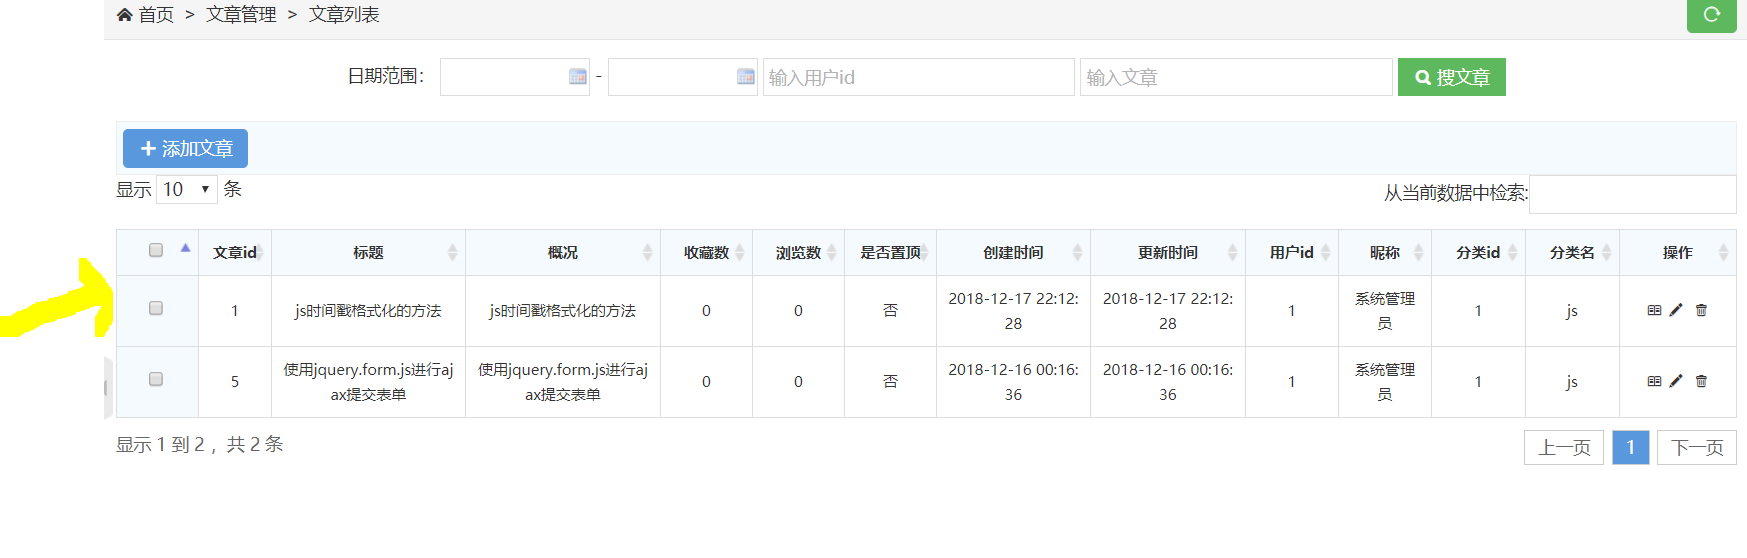 首页 > 文章管理 > 文章列表
日期范围： - 输入用户id 输入文章 搜文章
添加文章
显示 10 条
从当前数据中检索:
文章id 标题 概况 收藏数 浏览数 是否置顶 创建时间 更新时间 用户id 昵称 分类id 分类名 操作
1 js时间戳格式化的方法 js时间戳格式化的方法 0 0 否 2018-12-17 22:12:28 2018-12-17 22:12:28 1 系统管理员 1 js
5 使用jquery.form.js进行ajax提交表单 使用jquery.form.js进行ajax提交表单 0 0 否 2018-12-16 00:16:36 2018-12-16 00:16:36 1 系统管理员 1 js
显示 1 到 2 ，共 2 条
上一页 1 下一页